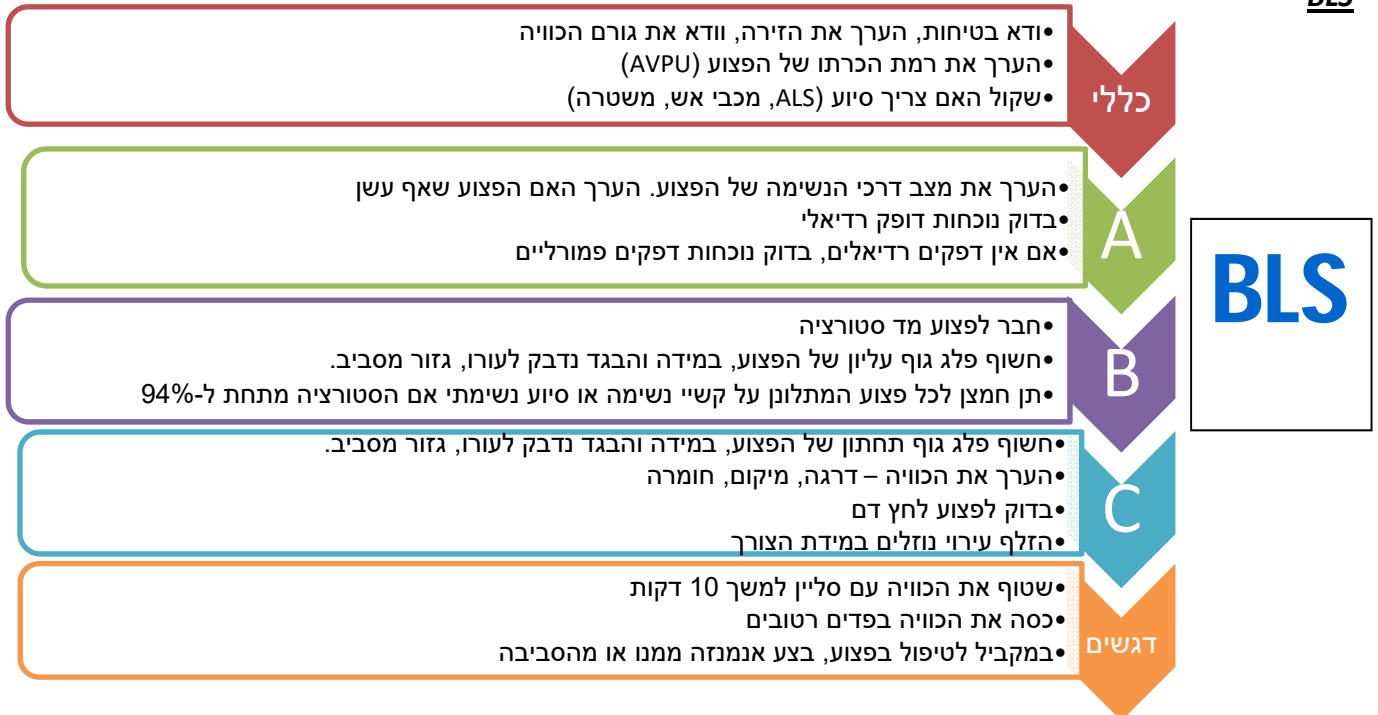 BLS
כללי
•ודא בטיחות, הערך את הזירה, וודא את גורם הכוויה
•הערך את רמת הכרתו של הפצוע (AVPU)
•שקול האם צריך סיוע (ALS, מכבי אש, משטרה)
A
•הערך את מצב דרכי הנשימה של הפצוע. הערך האם הפצוע שאף עשן
•בדוק נוכחות דופק רדיאלי
•אם אין דפקים רדיאלים, בדוק נוכחות דפקים פמורליים
BLS
B
•חבר לפצוע מד סטורציה
•חשוף פלג גוף עליון של הפצוע, במידה והבגד נדבק לעורו, גזור מסביב.
•תן חמצן לכל פצוע המתלונן על קשיי נשימה או סיוע נשימתי אם הסטורציה מתחת ל-94%
C
•חשוף פלג גוף תחתון של הפצוע, במידה והבגד נדבק לעורו, גזור מסביב.
•הערך את הכוויה – דרגה, מיקום, חומרה
•בדוק לפצוע לחץ דם
•הזלף עירוי נוזלים במידת הצורך
דגשים
•שטוף את הכוויה עם סליין למשך 10 דקות
•כסה את הכוויה בפדים רטובים
•במקביל לטיפול בפצוע, בצע אנמנזה ממנו או מהסביבה